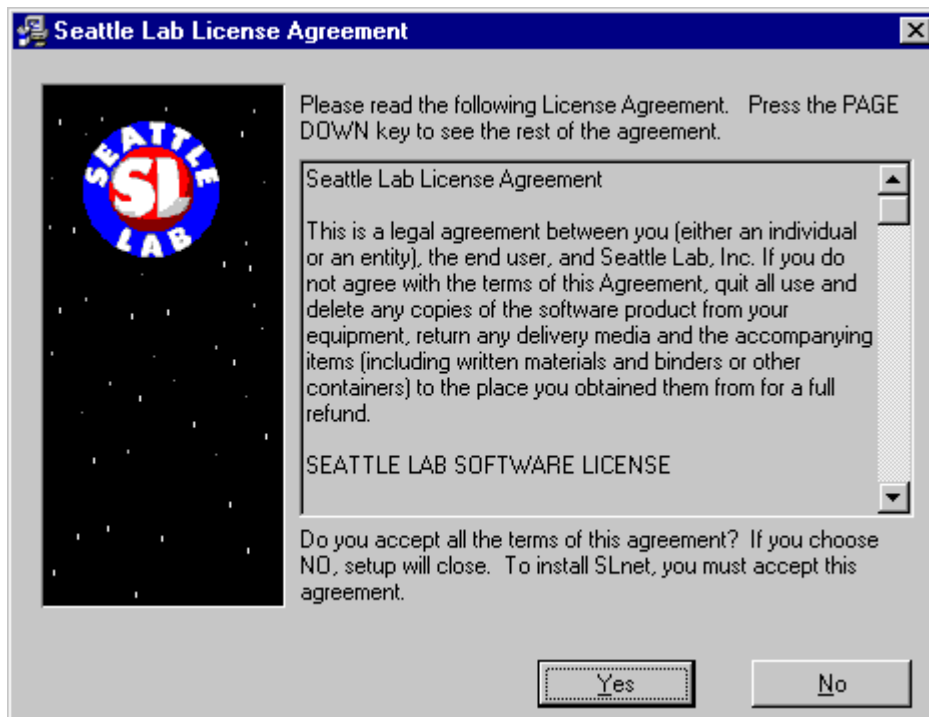 Seattle Lab License Agreement
SEATTLE
SL
LAB
Please read the following License Agreement.   Press the PAGE
DOWN key to see the rest of the agreement.
Seattle Lab License Agreement
This is a legal agreement between you (either an individual
or an entity), the end user, and Seattle Lab, Inc. If you do
not agree with the terms of this Agreement, quit all use and
delete any copies of the software product from your
equipment, return any delivery media and the accompanying
items (including written materials and binders or other
containers) to the place you obtained them from for a full
refund.
SEATTLE LAB SOFTWARE LICENSE
Do you accept all the terms of this agreement?  If you choose
NO, setup will close.  To install SLnet, you must accept this
agreement.
Yes
No